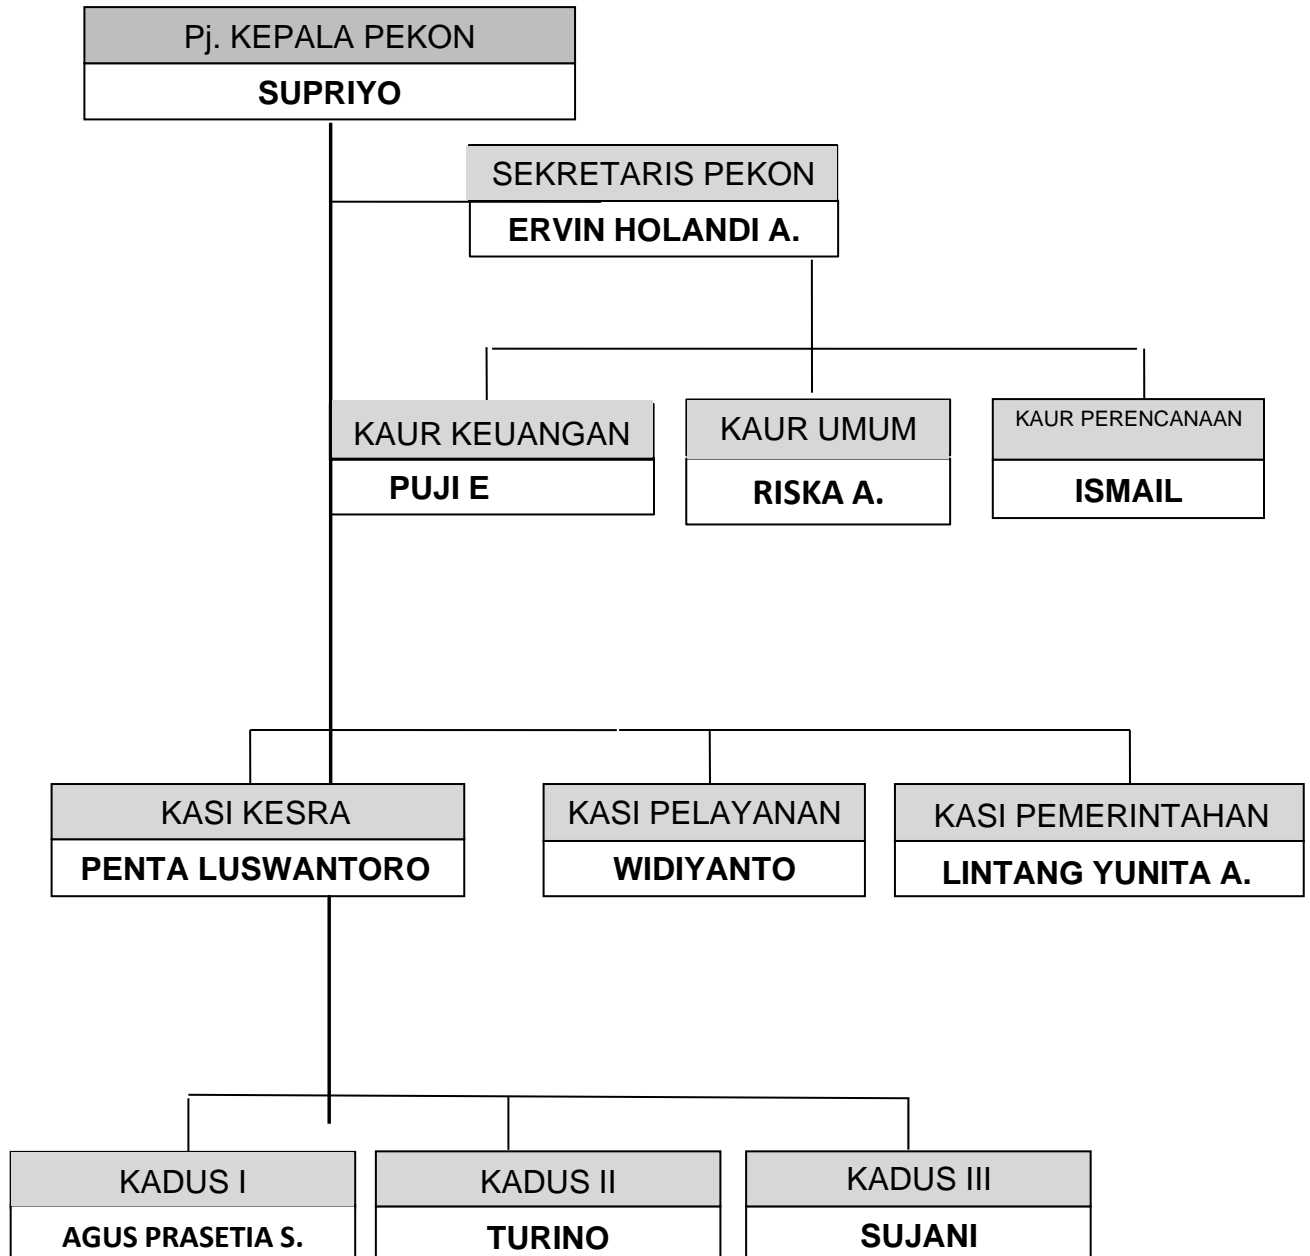 Pj. KEPALA PEKON
SUPRIYO
SEKRETARIS PEKON
ERVIN HOLANDI A.
KAUR KEUANGAN
PUJI E
KAUR UMUM
RISKA A.
KAUR PERENCANAAN
ISMAIL
KASI KESRA
PENTA LUSWANTORO
KASI PELAYANAN
WIDIYANTO
KASI PEMERINTAHAN
LINTANG YUNITA A.
KADUS I
AGUS PRASETIA S.
KADUS II
TURINO
KADUS III
SUJANI